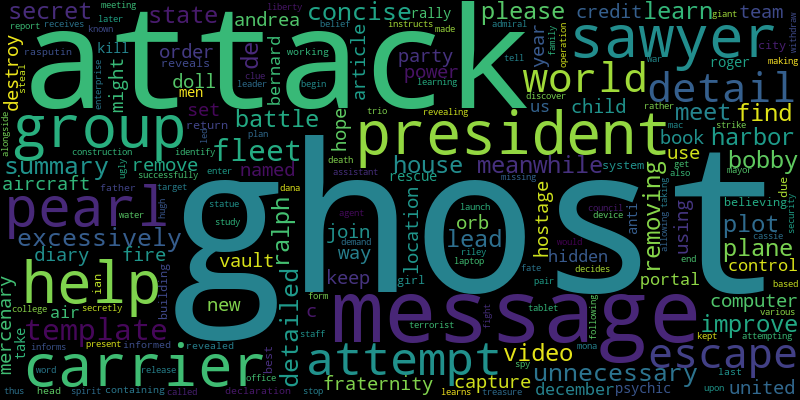 meeting
later
report receives
known
rasputin
secret
state
andrea
concise
rally
admiral
liberty
giant
please
instructs made
belief
credit learn
team
attack
sawyer
destroy
kill
order
reveals
doll
men
might
de
bernard
enterprise
article
party
power
working
clue
leader
begin
steal
year
operation
family
war
tell
learning
city
making
withdraw
roger
world
detail
alongside
set
return
plan
battle
trio
revealing
hope
president
us
child
discover
rather
mac
strike
meet
find
group
construction
identify
ugly
led
fleet
summary
remove
successfully
enter
house
meanwhile
system
get
also
taking
book
harbor
use
bobby
aircraft
father
target
hugh
water
death
assistant
named
rescue
join
way
location
orb
lead
hostage
missing
due
mayor
security
pearl
statue
study
dana
agent
launch
device
council
would
removing
allowing
anti
using
believing
plot
plane
cassie
excessively
diary
fire
ralph
ghost
demand
riley
laptop
fate
pair
hidden
decides
end
various
control
portal
based
help
ian
building
vault
new
keep
girl
form
terrorist
fight
tablet
following
message
computer
kept
attempting
mercenary
air
college
secretly
take
template
informs
present
informed
revealed
staff
c
detailed
mona
spy
improve
carrier
best
office
attempt
video
escape
thus
word
head
spirit
containing
release
called
declaration
stop
fraternity
learns
capture
treasure
unnecessary
december
psychic
upon
last
united